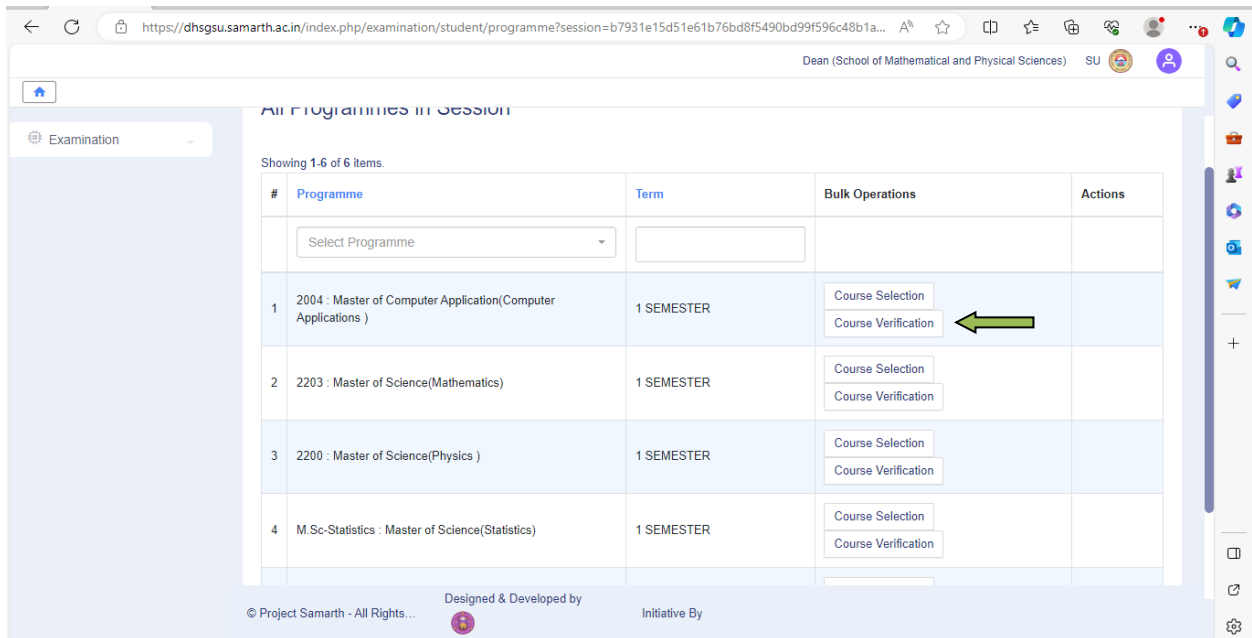 https://dhsgsu.samarth.ac.in/index.php/examination/student/programme?session=b7931e15d51e61b76bd8f5490bd99f596c48b1a...
Dean (School of Mathematical and Physical Sciences) SU
Examination
All Programmes in Session
Showing 1-6 of 6 items.
# Programme Term Bulk Operations Actions
Select Programme
1 2004 : Master of Computer Application(Computer Applications ) 1 SEMESTER Course Selection
Course Verification
2 2203 : Master of Science(Mathematics) 1 SEMESTER Course Selection
Course Verification
3 2200 : Master of Science(Physics ) 1 SEMESTER Course Selection
Course Verification
4 M.Sc-Statistics : Master of Science(Statistics) 1 SEMESTER Course Selection
Course Verification
© Project Samarth - All Rights... Designed & Developed by Initiative By